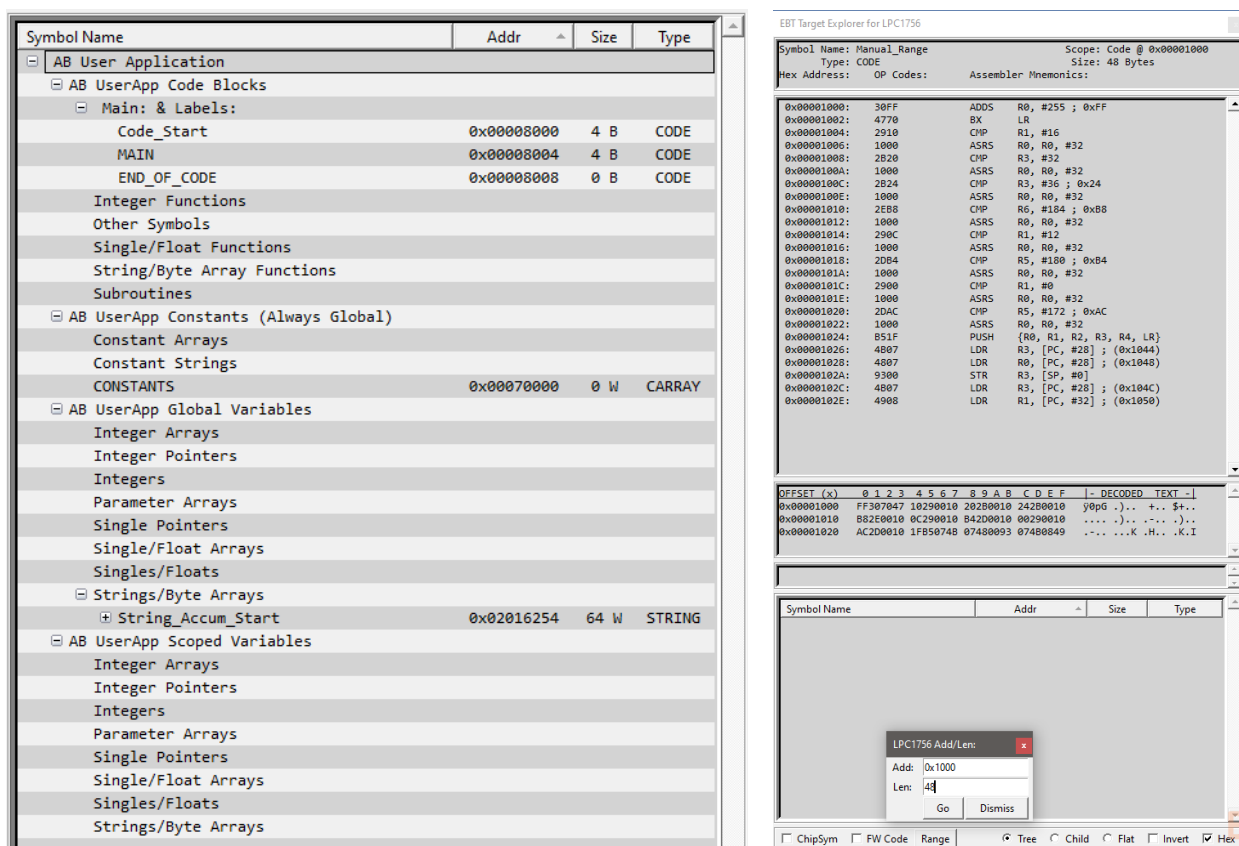 Symbol Name Addr Size Type
AB User Application
AB UserApp Code Blocks
Main: & Labels:
Code_Start 0x00008000 4 B CODE
MAIN 0x00008004 4 B CODE
END_OF_CODE 0x00008008 0 B CODE
Integer Functions
Other Symbols
Single/Float Functions
String/Byte Array Functions
Subroutines
AB UserApp Constants (Always Global)
Constant Arrays
Constant Strings
CONSTANTS 0x00070000 0 W CARRAY
AB UserApp Global Variables
Integer Arrays
Integer Pointers
Integers
Parameter Arrays
Single Pointers
Single/Float Arrays
Singles/Floats
Strings/Byte Arrays
String_Accum_Start 0x02016254 64 W STRING
AB UserApp Scoped Variables
Integer Arrays
Integer Pointers
Integers
Parameter Arrays
Single Pointers
Single/Float Arrays
Singles/Floats
Strings/Byte Arrays
EBT Target Explorer for LPC1756
Symbol Name: Manual_Range Scope: Code @ 0x00001000
Type: CODE Size: 48 Bytes
Hex Address: OP Codes: Assembler Mnemonics:
0x00001000: 30FF ADDS R0, #255 ; 0xFF
0x00001002: 4770 BX LR
0x00001004: 2910 CMP R1, #16
0x00001006: 1000 ASRS R0, R0, #32
0x00001008: 2B20 CMP R3, #32
0x0000100A: 1000 ASRS R0, R0, #32
0x0000100C: 2B24 CMP R3, #36 ; 0x24
0x0000100E: 1000 ASRS R0, R0, #32
0x00001010: 2EB8 CMP R6, #184 ; 0xB8
0x00001012: 1000 ASRS R0, R0, #32
0x00001014: 290C CMP R1, #12
0x00001016: 1000 ASRS R0, R0, #32
0x00001018: 2DB4 CMP R5, #180 ; 0xB4
0x0000101A: 1000 ASRS R0, R0, #32
0x0000101C: 2900 CMP R1, #0
0x0000101E: 1000 ASRS R0, R0, #32
0x00001020: 2DAC CMP R5, #172 ; 0xAC
0x00001022: 1000 ASRS R0, R0, #32
0x00001024: B51F PUSH {R0, R1, R2, R3, R4, LR}
0x00001026: 4B07 LDR R3, [PC, #28] ; (0x1044)
0x00001028: 4807 LDR R0, [PC, #28] ; (0x1048)
0x0000102A: 9300 STR R3, [SP, #0]
0x0000102C: 4B07 LDR R3, [PC, #28] ; (0x104C)
0x0000102E: 4908 LDR R1, [PC, #32] ; (0x1050)
OFFSET (x) 0 1 2 3 4 5 6 7 8 9 A B C D E F |- DECODED TEXT -|
0x00001000 FF307047 10290010 202B0010 242B0010 ÿ0pG .).. +.. $+..
0x00001010 B82E0010 0C290010 B42D0010 00290010 .... .).. .-.. .)..
0x00001020 AC2D0010 1FB5074B 07480093 074B0849 .-.. ...K .H.. .K.I
Symbol Name Addr Size Type
LPC1756 Add/Len: x
Add: 0x1000
Len: 48
Go Dismiss
ChipSym FW Code Range Tree Child Flat Invert Hex